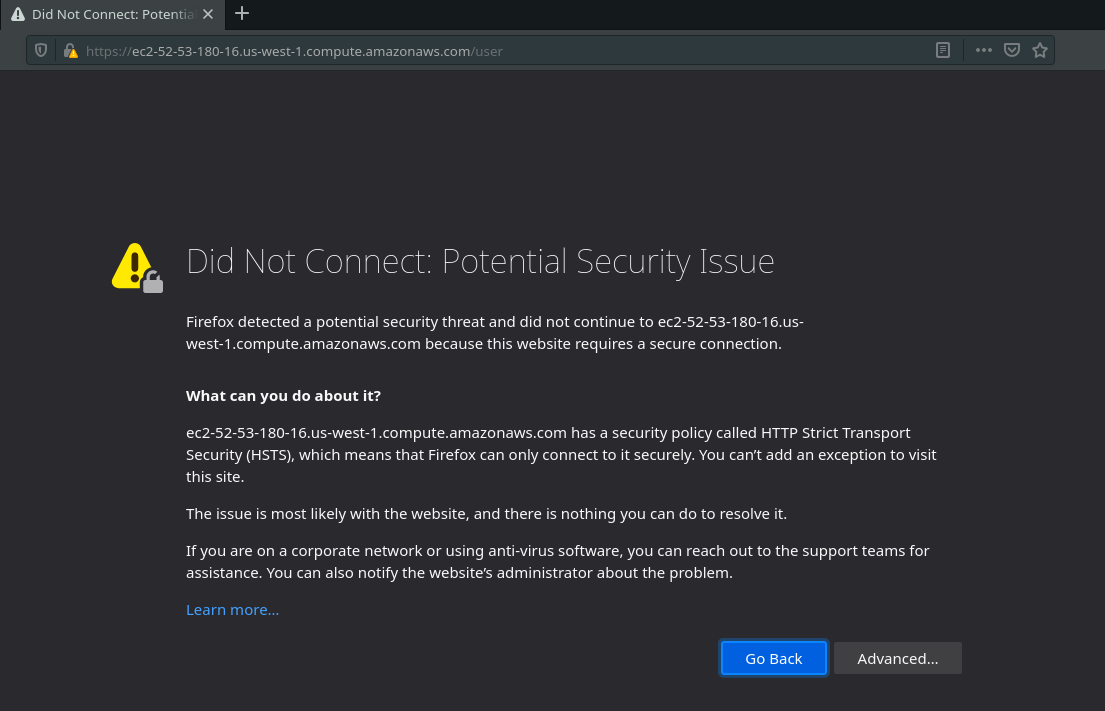 Did Not Connect: Potentia
https://ec2-52-53-180-16.us-west-1.compute.amazonaws.com/user
Did Not Connect: Potential Security Issue
Firefox detected a potential security threat and did not continue to ec2-52-53-180-16.us-
west-1.compute.amazonaws.com because this website requires a secure connection.
What can you do about it?
ec2-52-53-180-16.us-west-1.compute.amazonaws.com has a security policy called HTTP Strict Transport
Security (HSTS), which means that Firefox can only connect to it securely. You can’t add an exception to visit
this site.
The issue is most likely with the website, and there is nothing you can do to resolve it.
If you are on a corporate network or using anti-virus software, you can reach out to the support teams for
assistance. You can also notify the website’s administrator about the problem.
Learn more…
Go Back
Advanced…